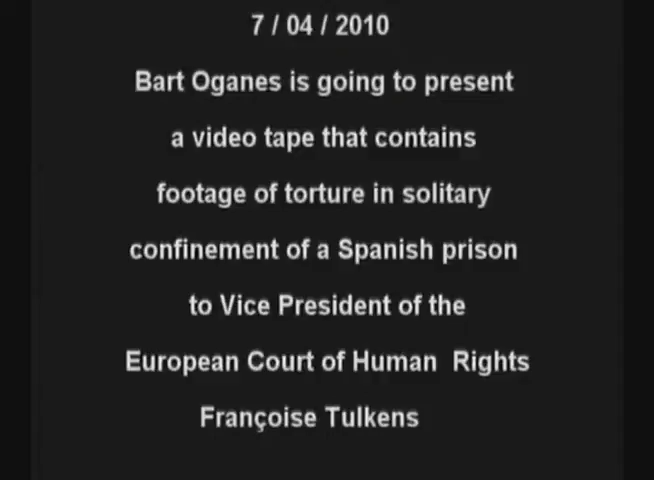 7 / 04 / 2010
Bart Oganes is going to present
a video tape that contains
footage of torture in solitary
confinement of a Spanish prison
to Vice President of the
European Court of Human Rights
Françoise Tulkens